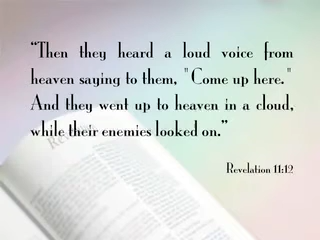 “Then they heard a loud voice from
heaven saying to them, "Come up here."
And they went up to heaven in a cloud,
while their enemies looked on.”
Revelation 11:12